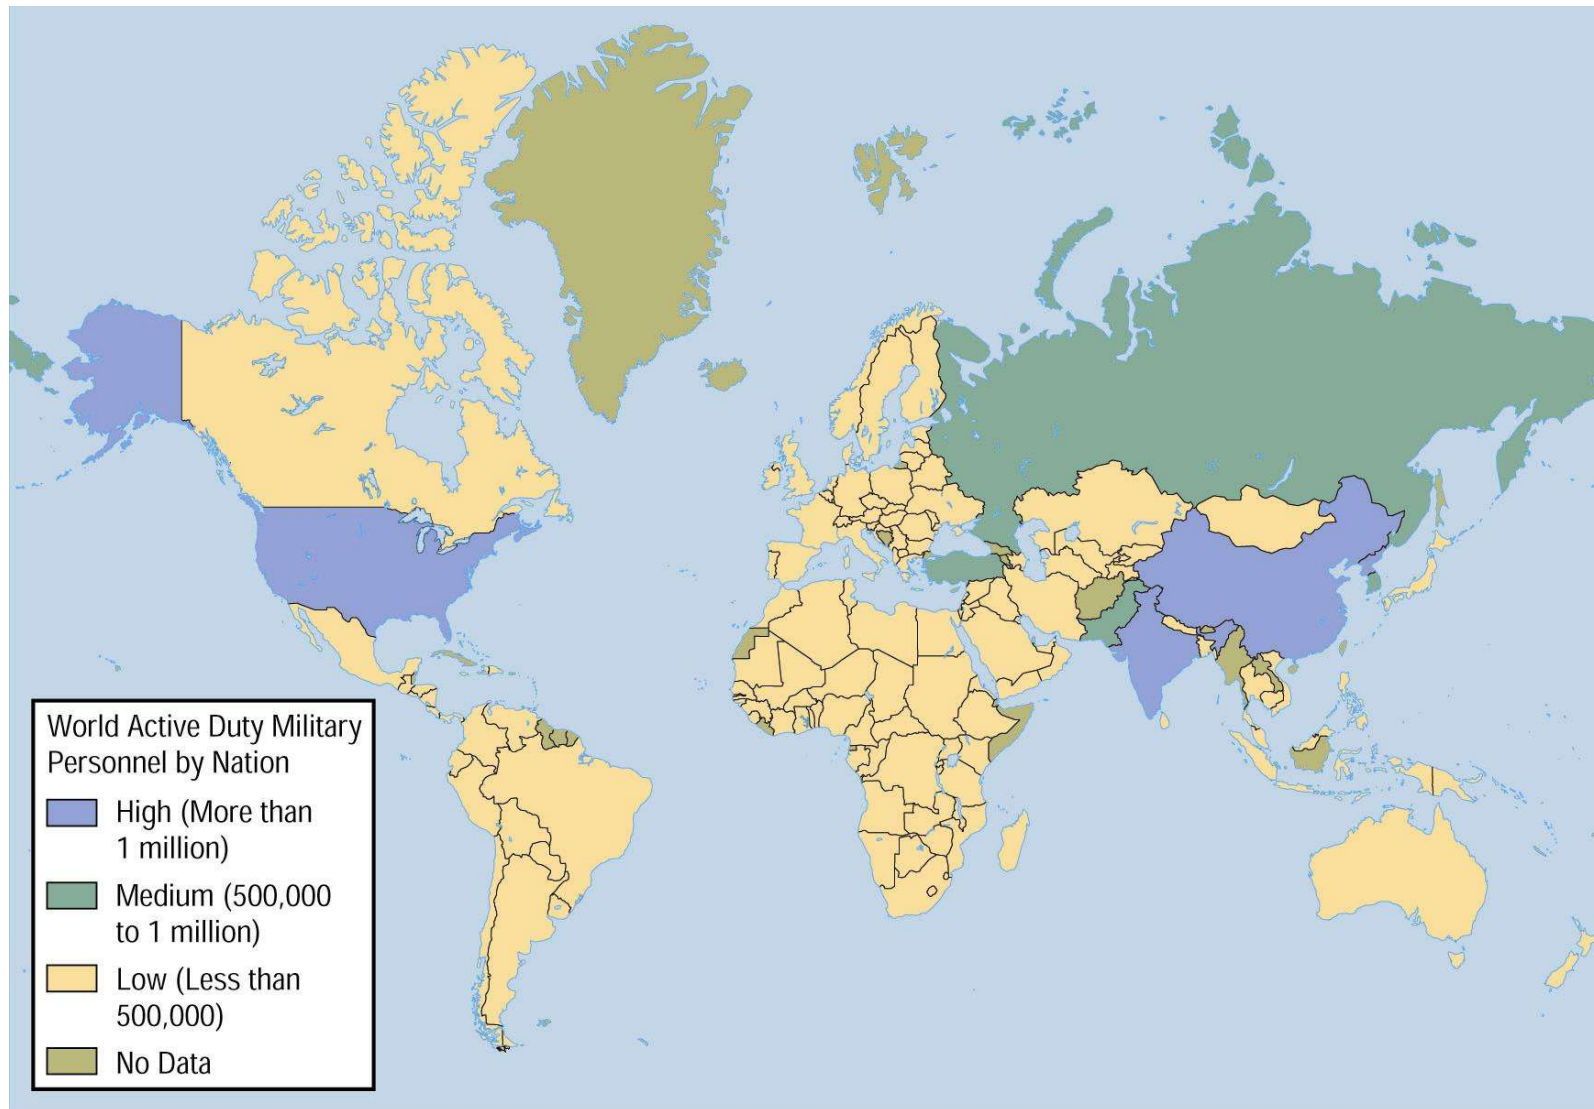 World Active Duty Military
Personnel by Nation
High (More than
1 million)
Medium (500,000
to 1 million)
Low (Less than
500,000)
No Data